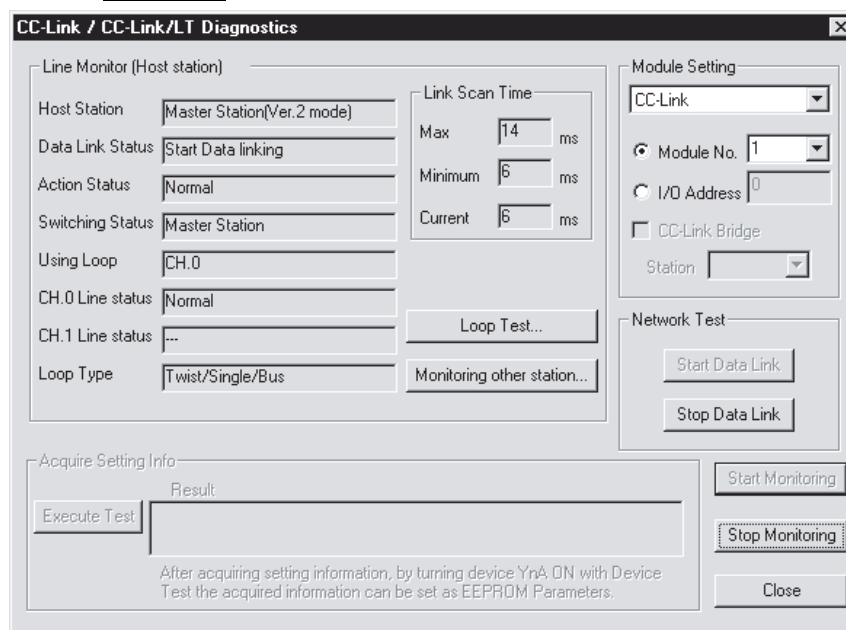 CC-Link / CC-Link/LT Diagnostics
Line Monitor (Host station)
Host Station
Master Station(Ver.2 mode)
Data Link Status
Start Data linking
Action Status
Normal
Switching Status
Master Station
Using Loop
CH.0
CH.0 Line status
Normal
CH.1 Line status
---
Loop Type
Twist/Single/Bus
Link Scan Time
Max
14
ms
Minimum
6
ms
Current
6
ms
Loop Test...
Monitoring other station...
Module Setting
CC-Link
Module No.
1
I/O Address
0
CC-Link Bridge
Station
Network Test
Start Data Link
Stop Data Link
Acquire Setting Info
Result
Execute Test
After acquiring setting information, by turning device YnA ON with Device
Test the acquired information can be set as EEPROM Parameters.
Start Monitoring
Stop Monitoring
Close